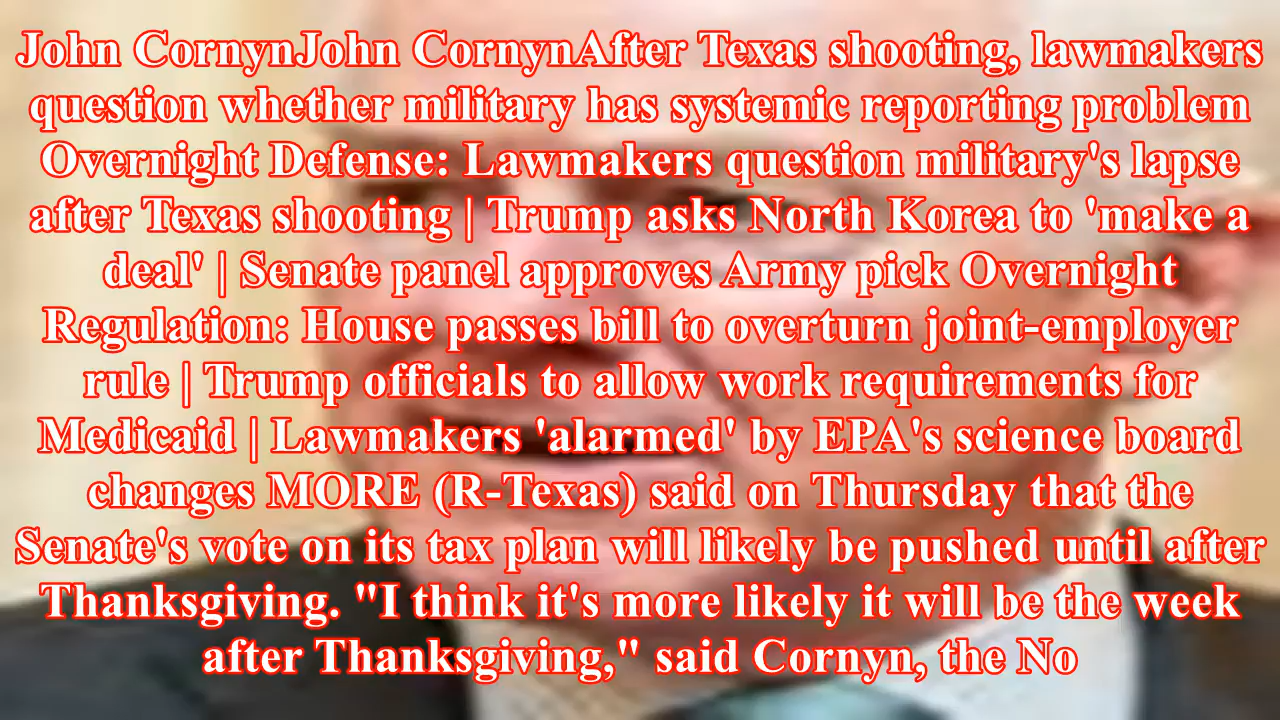 John CornynJohn CornynAfter Texas shooting, lawmakers
question whether military has systemic reporting problem
Overnight Defense: Lawmakers question military's lapse
after Texas shooting | Trump asks North Korea to 'make a
deal' | Senate panel approves Army pick Overnight
Regulation: House passes bill to overturn joint-employer
rule | Trump officials to allow work requirements for
Medicaid | Lawmakers 'alarmed' by EPA's science board
changes MORE (R-Texas) said on Thursday that the
Senate's vote on its tax plan will likely be pushed until after
Thanksgiving. "I think it's more likely it will be the week
after Thanksgiving," said Cornyn, the No